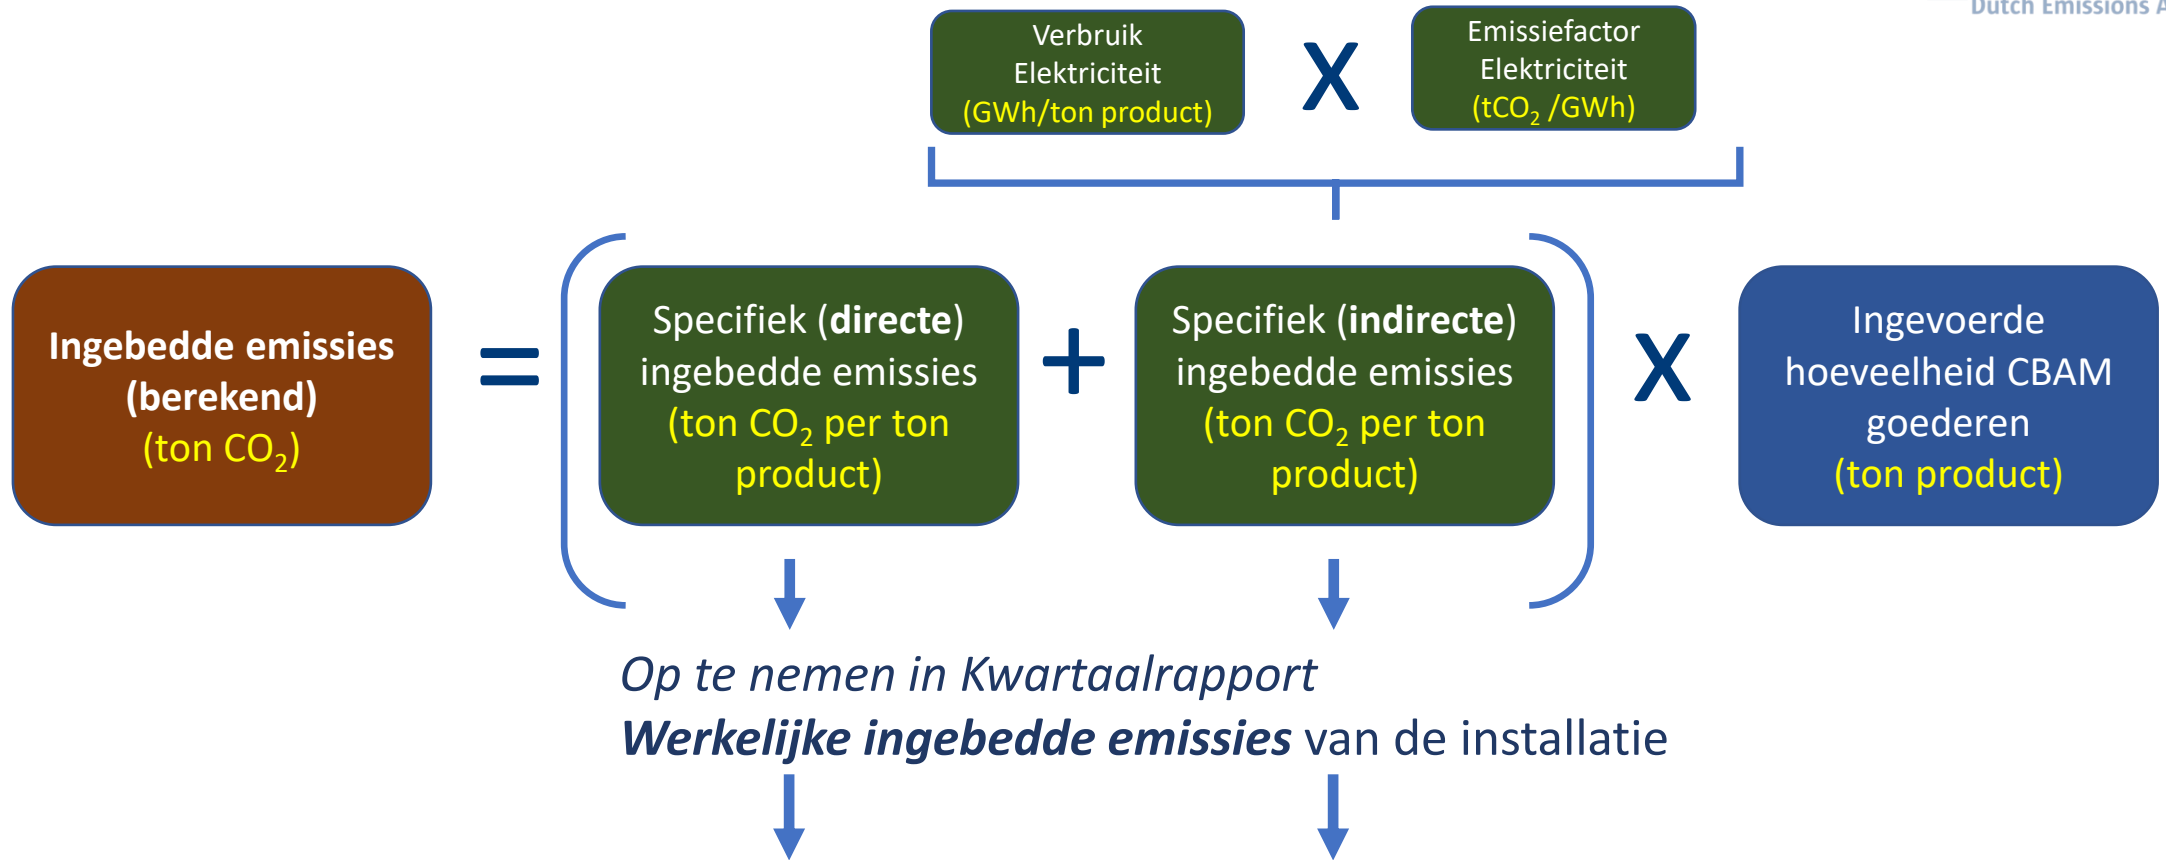 Dutch Emissions A
Verbruik
Elektriciteit
(GWh/ton product)
X
Emissiefactor
Elektriciteit
(tCO₂ /GWh)
Ingebedde emissies
(berekend)
(ton CO₂)
=
Specifiek (directe)
ingebedde emissies
(ton CO₂ per ton
product)
+
Specifiek (indirecte)
ingebedde emissies
(ton CO₂ per ton
product)
X
Ingevoerde
hoeveelheid CBAM
goederen
(ton product)
Op te nemen in Kwartaalrapport
Werkelijke ingebedde emissies van de installatie